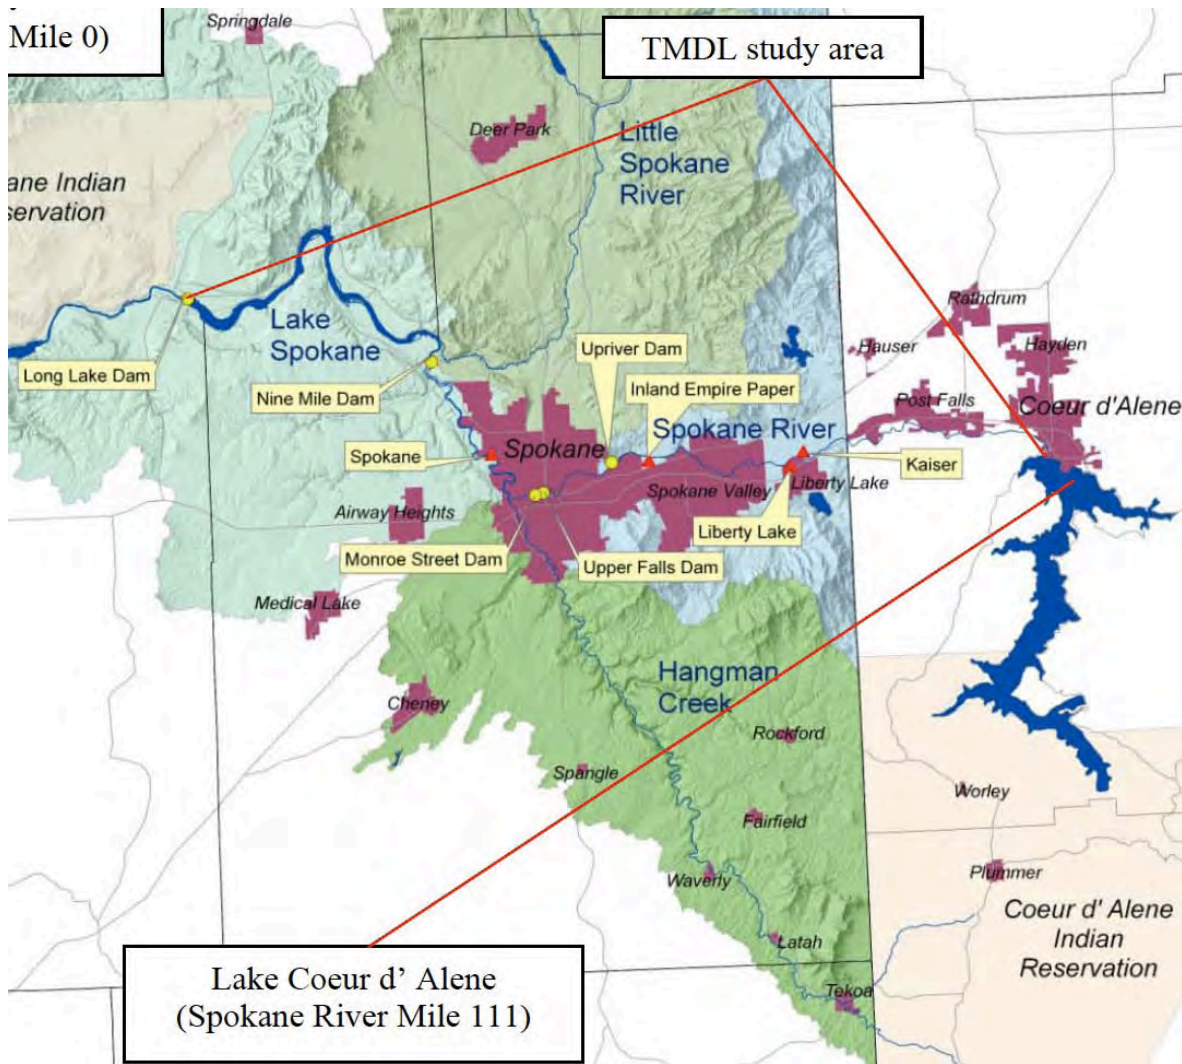 Mile 0)
Springdale
TMDL study area
Deer Park
Little
Spokane
River
ane Indian
servation
Lake
Spokane
Long Lake Dam
Nine Mile Dam
Upriver Dam
Inland Empire Paper
Rathdrum
Hauser
Hayden
Post Falls
Coeur d'Alene
Spokane
Spokane
Spokane River
Kaiser
Spokane Valley
Liberty Lake
Liberty Lake
Airway Heights
Monroe Street Dam
Upper Falls Dam
Medical Lake
Hangman
Creek
Cheney
Rockford
Spangle
Worley
Fairfield
Waverly
Plummer
Coeur d' Alene
Indian
Reservation
Latah
Tekoa
Lake Coeur d’ Alene
(Spokane River Mile 111)